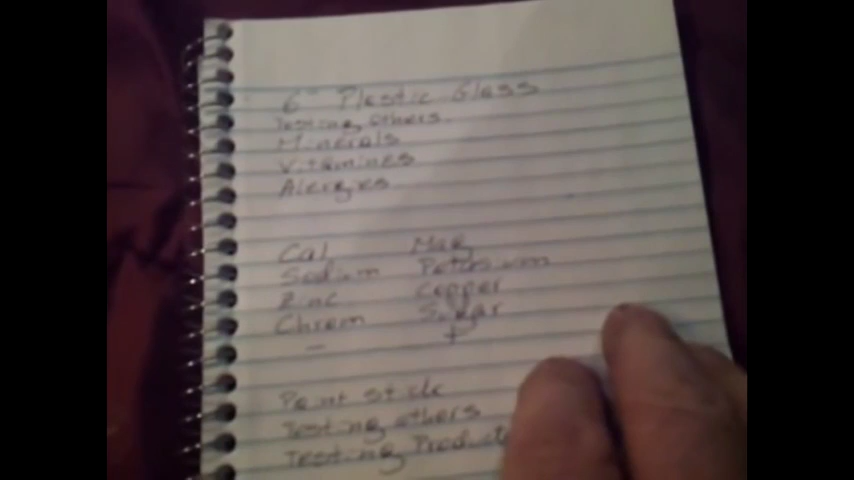 6" Plastic Glass
Testing others
Minerals
Vitamines
Alergies
Cal Mag
Sodium Potassium
Zinc Copper
Chrom Sugar
- +
Paint stick
Testing others
Testing Product